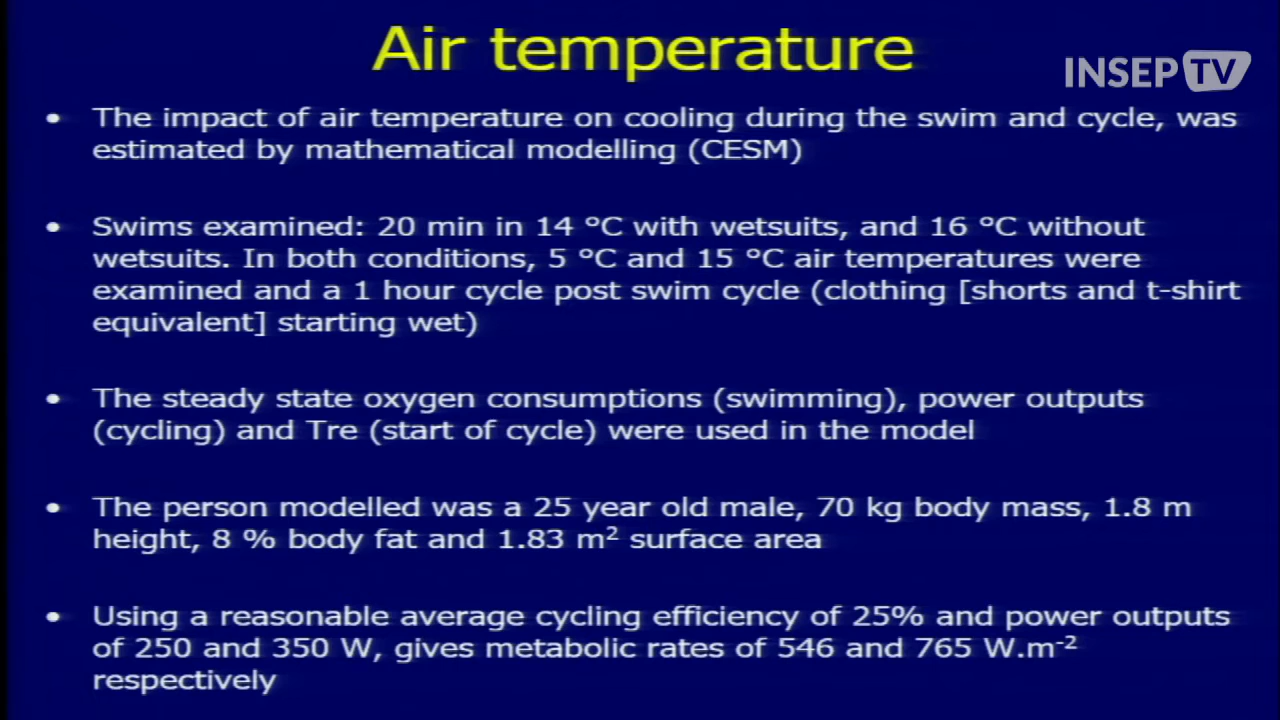 Air temperature
INSEP TV
• The impact of air temperature on cooling during the swim and cycle, was
estimated by mathematical modelling (CESM)
• Swims examined: 20 min in 14 °C with wetsuits, and 16 °C without
wetsuits. In both conditions, 5 °C and 15 °C air temperatures were
examined and a 1 hour cycle post swim cycle (clothing [shorts and t-shirt
equivalent] starting wet)
• The steady state oxygen consumptions (swimming), power outputs
(cycling) and Tre (start of cycle) were used in the model
• The person modelled was a 25 year old male, 70 kg body mass, 1.8 m
height, 8 % body fat and 1.83 m² surface area
• Using a reasonable average cycling efficiency of 25% and power outputs
of 250 and 350 W, gives metabolic rates of 546 and 765 W.m⁻²
respectively